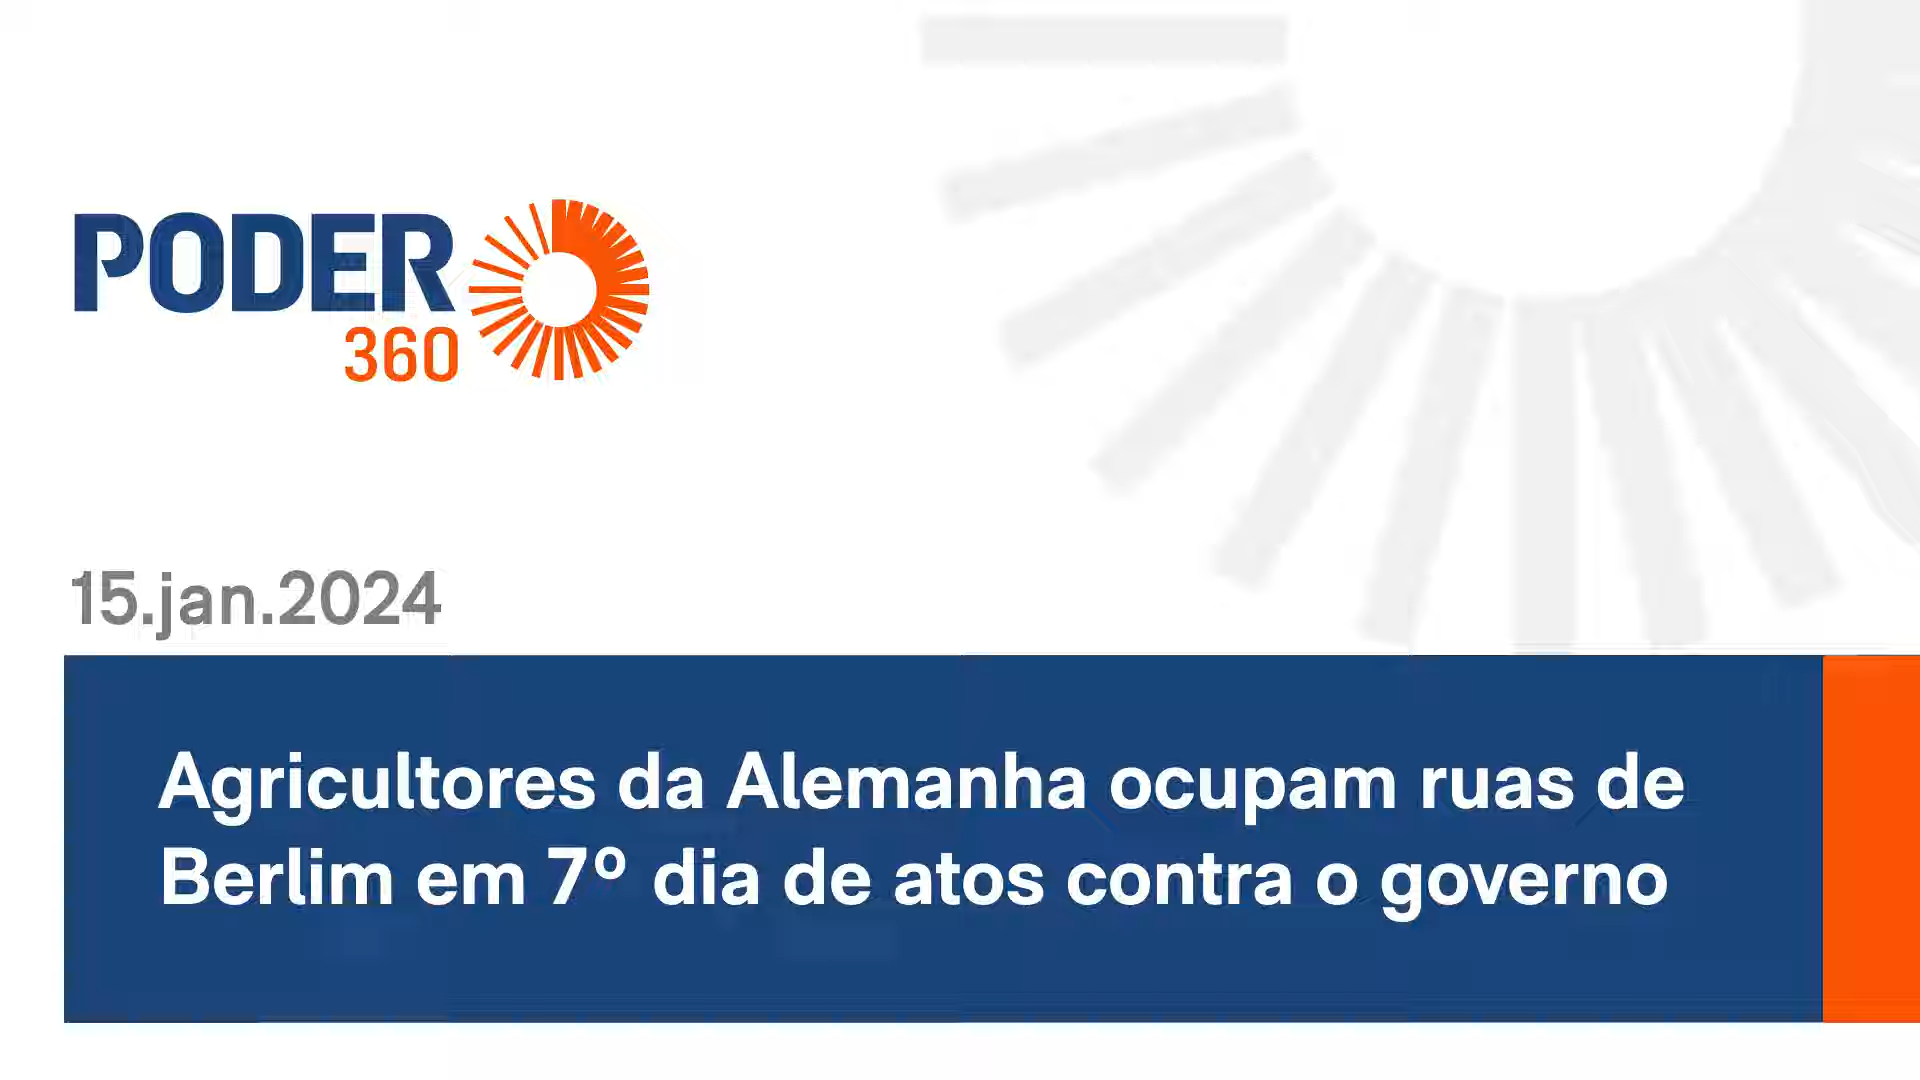 PODER
360
15.jan.2024
Agricultores da Alemanha ocupam ruas de
Berlim em 7º dia de atos contra o governo